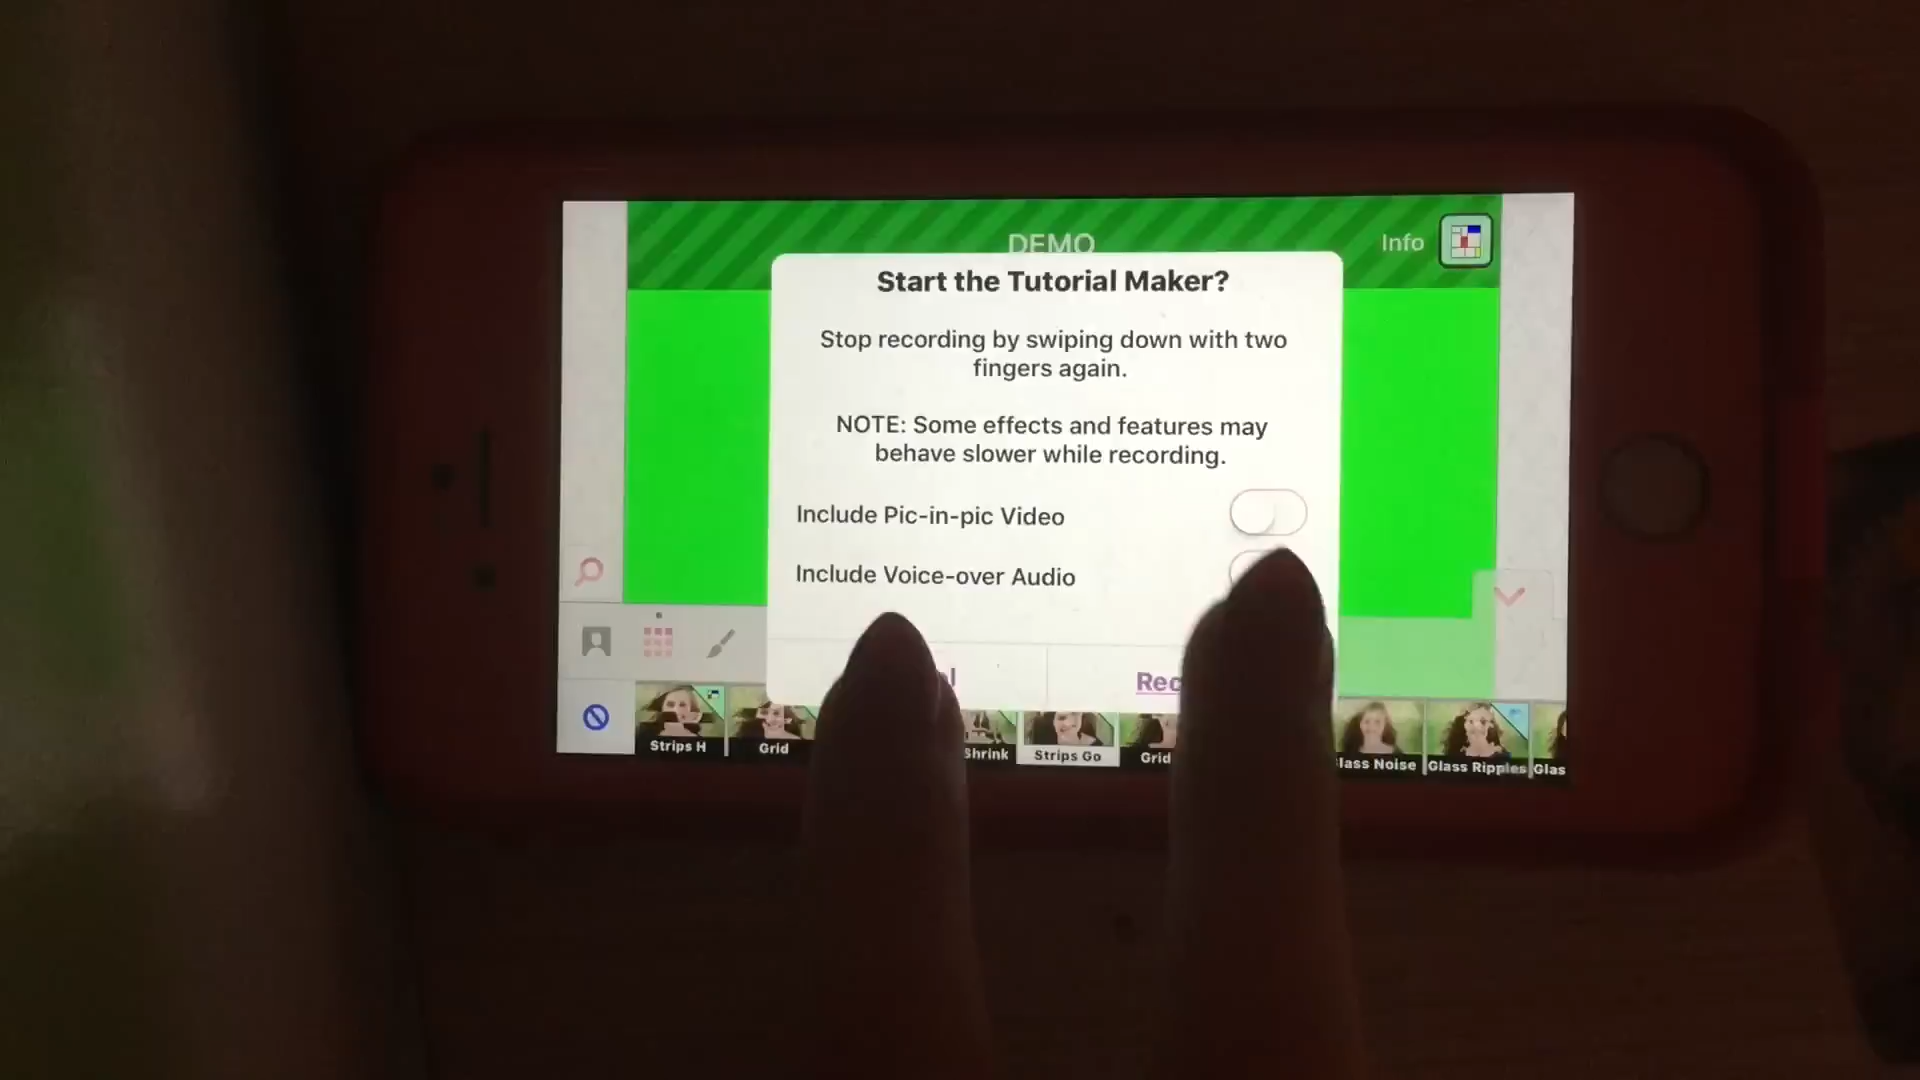 DEMO
Info
Start the Tutorial Maker?
Stop recording by swiping down with two
fingers again.
NOTE: Some effects and features may
behave slower while recording.
Include Pic-in-pic Video
Include Voice-over Audio
Strips H
Grid
Shrink
Strips Go
Grid
Glass Ripples